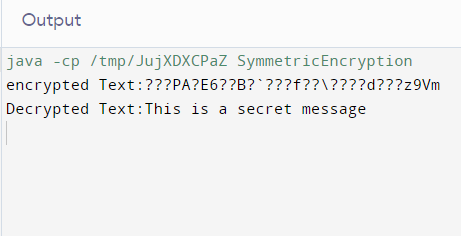 Output
java -cp /tmp/JujXDXCPaZ SymmetricEncryption
encrypted Text:???PA?E6??B?`???f??\????d???z9Vm
Decrypted Text:This is a secret message